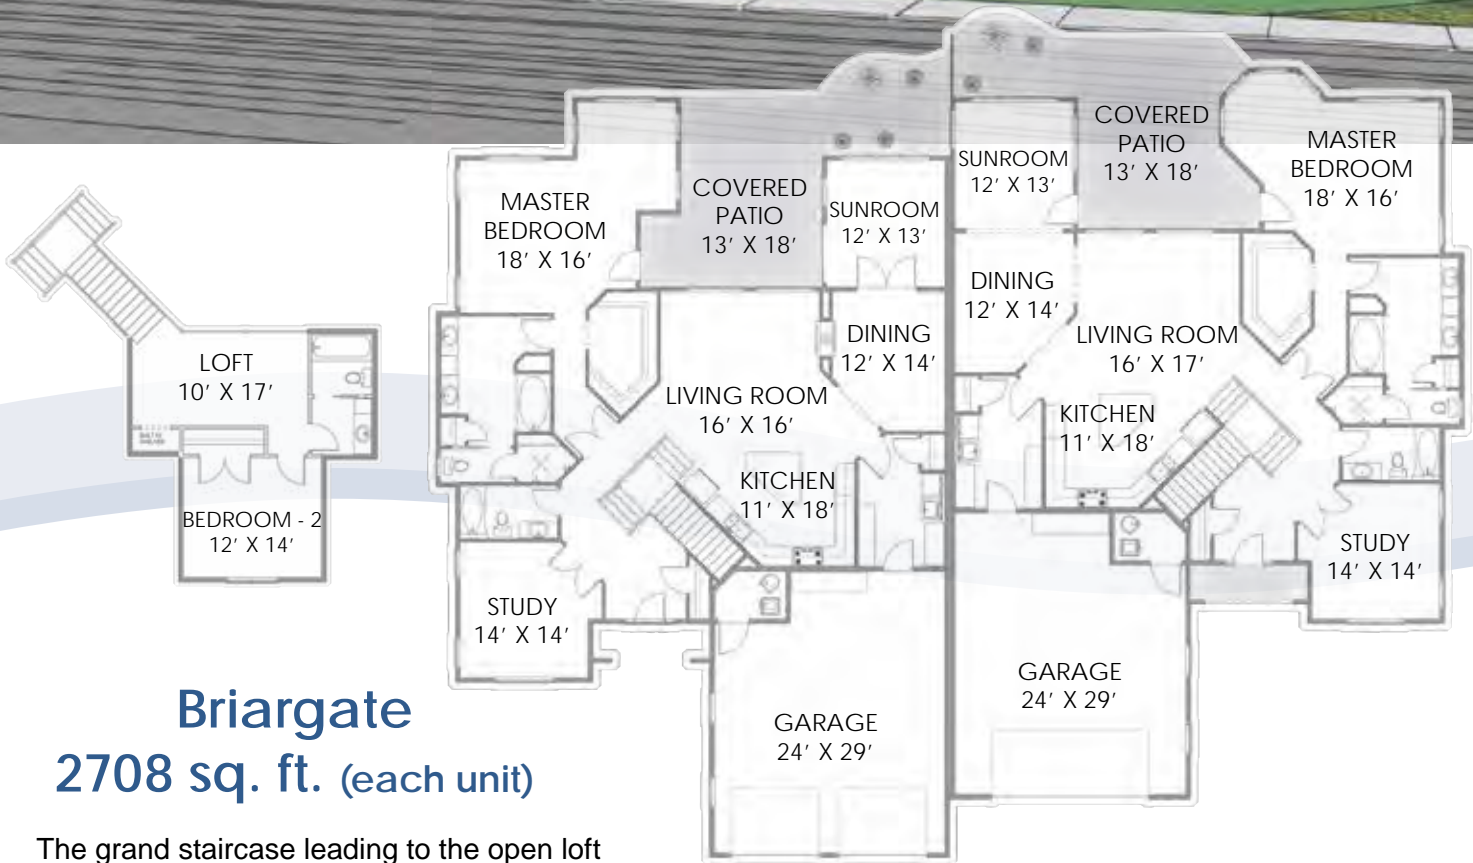 LOFT
10’ X 17’
BEDROOM - 2
12’ X 14’
MASTER
BEDROOM
18’ X 16’
COVERED
PATIO
13’ X 18’
SUNROOM
12’ X 13’
DINING
12’ X 14’
LIVING ROOM
16’ X 16’
KITCHEN
11’ X 18’
STUDY
14’ X 14’
GARAGE
24’ X 29’
SUNROOM
12’ X 13’
COVERED
PATIO
13’ X 18’
MASTER
BEDROOM
18’ X 16’
DINING
12’ X 14’
LIVING ROOM
16’ X 17’
KITCHEN
11’ X 18’
STUDY
14’ X 14’
GARAGE
24’ X 29’
Briargate
2708 sq. ft. (each unit)
The grand staircase leading to the open loft